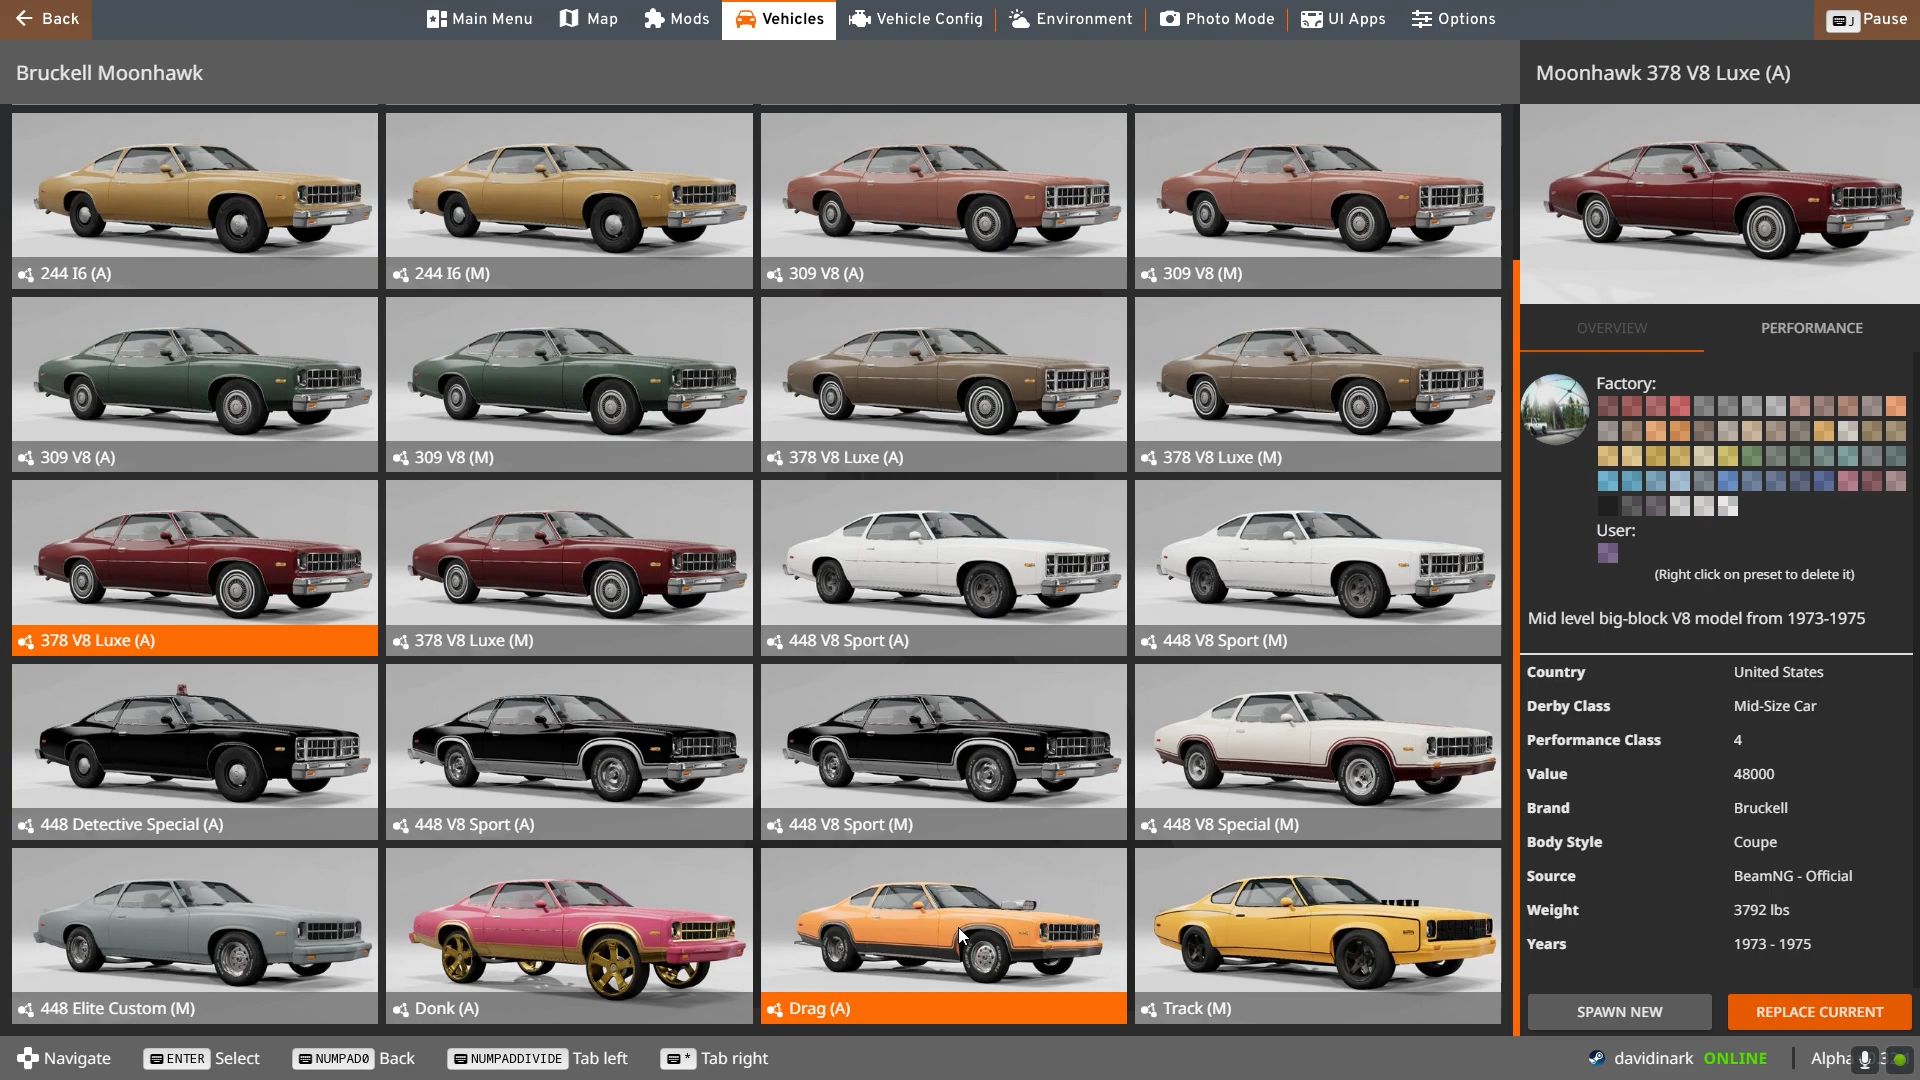 Back
Main Menu
Map
Mods
Vehicles
Vehicle Config
Environment
Photo Mode
UI Apps
Options
J Pause
Bruckell Moonhawk
244 I6 (A)
244 I6 (M)
309 V8 (A)
309 V8 (M)
309 V8 (A)
309 V8 (M)
378 V8 Luxe (A)
378 V8 Luxe (M)
378 V8 Luxe (A)
378 V8 Luxe (M)
448 V8 Sport (A)
448 V8 Sport (M)
448 Detective Special (A)
448 V8 Sport (A)
448 V8 Sport (M)
448 V8 Special (M)
448 Elite Custom (M)
Donk (A)
Drag (A)
Track (M)
Moonhawk 378 V8 Luxe (A)
OVERVIEW
PERFORMANCE
Factory:
User:
(Right click on preset to delete it)
Mid level big-block V8 model from 1973-1975
Country United States
Derby Class Mid-Size Car
Performance Class 4
Value 48000
Brand Bruckell
Body Style Coupe
Source BeamNG - Official
Weight 3792 lbs
Years 1973 - 1975
SPAWN NEW
REPLACE CURRENT
Navigate
ENTER Select
NUMPAD0 Back
NUMPADDIVIDE Tab left
* Tab right
davidinark ONLINE
Alpha